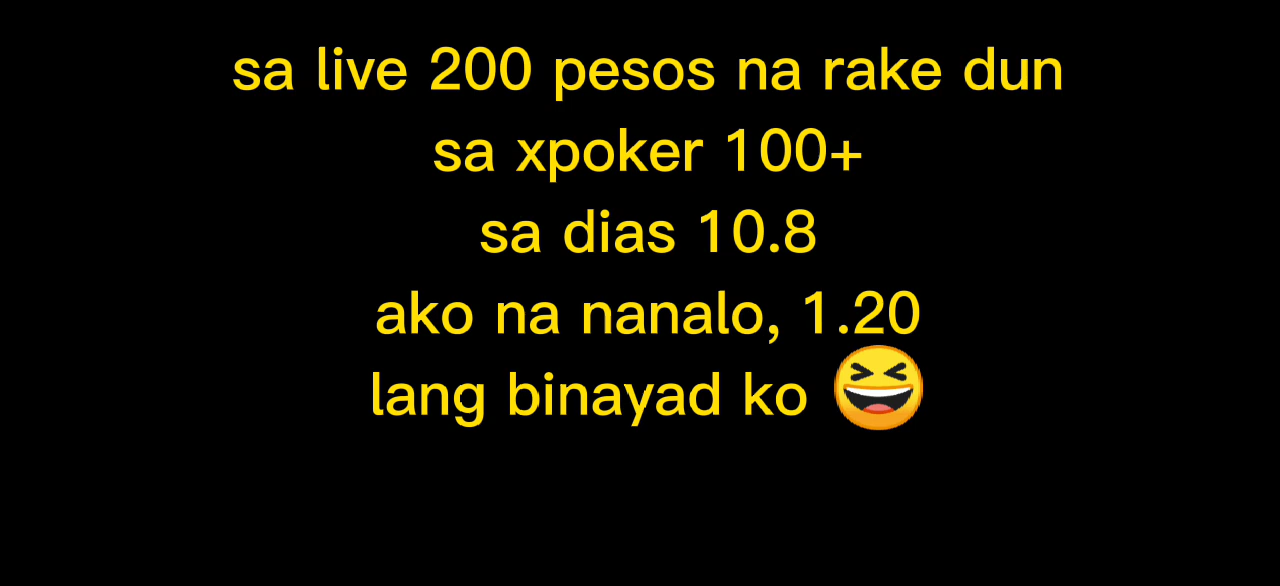 sa live 200 pesos na rake dun
sa xpoker 100+
sa dias 10.8
ako na nanalo, 1.20
lang binayad ko 😆